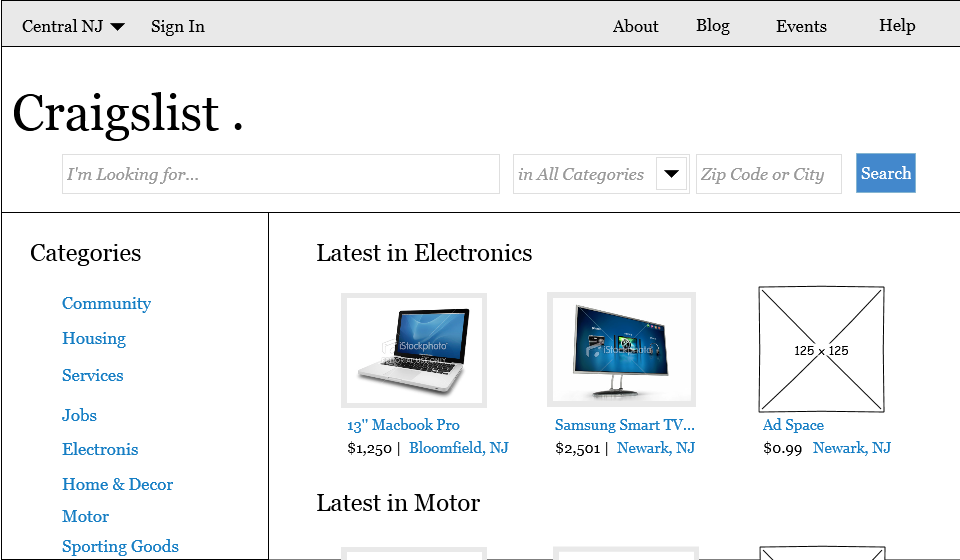 Central NJ Sign In About Blog Events Help
Craigslist .
I'm Looking for... in All Categories Zip Code or City Search
Categories
Community
Housing
Services
Jobs
Electronis
Home & Decor
Motor
Sporting Goods
Latest in Electronics
iStockphoto iStockphoto 125 x 125
USE ONLY
13" Macbook Pro Samsung Smart TV... Ad Space
$1,250 | Bloomfield, NJ $2,501 | Newark, NJ $0.99 Newark, NJ
Latest in Motor